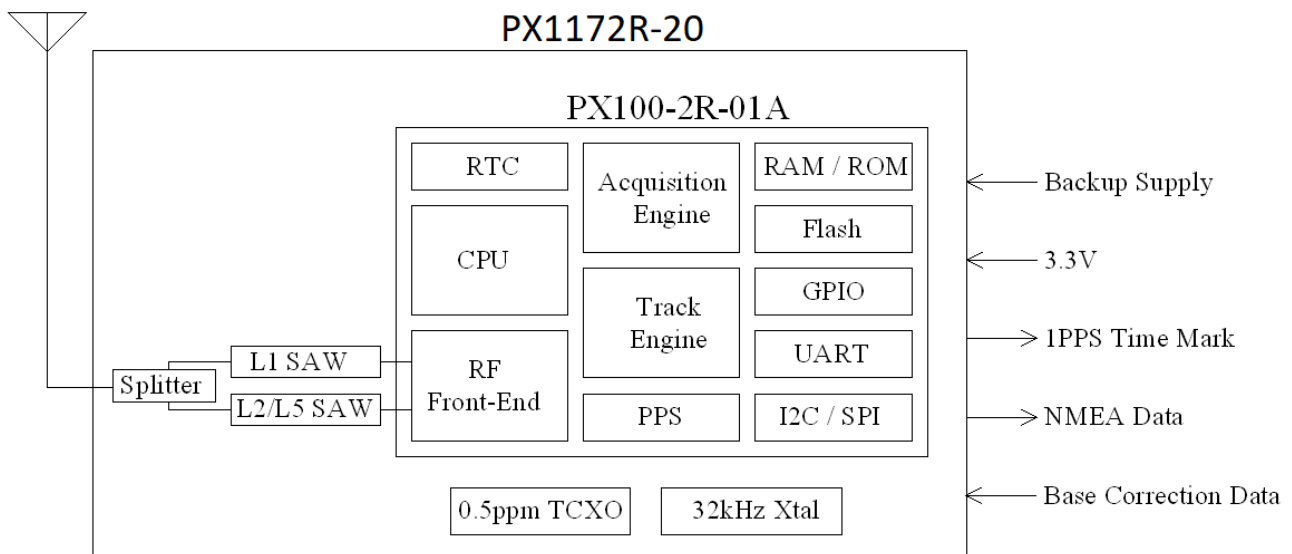 PX1172R-20
PX100-2R-01A
RTC
Acquisition
Engine
RAM / ROM
Backup Supply
CPU
Flash
3.3V
GPIO
Track
Engine
1PPS Time Mark
L1 SAW
RF
Front-End
UART
Splitter
L2/L5 SAW
PPS
I2C / SPI
NMEA Data
0.5ppm TCXO
32kHz Xtal
Base Correction Data